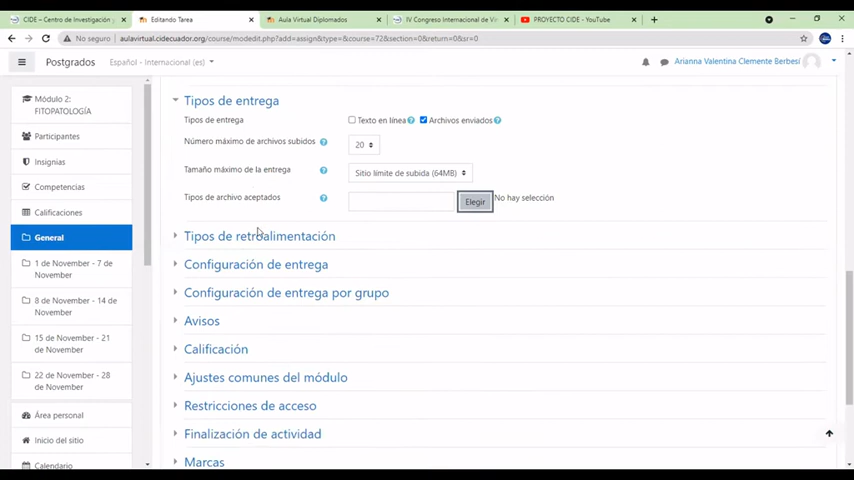 CIDE – Centro de Investigación y
Editando Tarea
Aula Virtual Diplomados
IV Congreso Internacional de Vi
PROYECTO CIDE - YouTube
No seguro
aulavirtual.cidecuador.org/course/modedit.php?add=assign&type=&course=72&section=0&return=0&sr=0
Postgrados
Español - Internacional (es)
Arianna Valentina Clemente Berbesí
Módulo 2:
FITOPATOLOGÍA
Participantes
Insignias
Competencias
Calificaciones
General
1 de November - 7 de
November
8 de November - 14 de
November
15 de November - 21
de November
22 de November - 28
de November
Área personal
Inicio del sitio
Calendario
Tipos de entrega
Tipos de entrega
Texto en línea
Archivos enviados
Número máximo de archivos subidos
20
Tamaño máximo de la entrega
Sitio límite de subida (64MB)
Tipos de archivo aceptados
Elegir
No hay selección
Tipos de retroalimentación
Configuración de entrega
Configuración de entrega por grupo
Avisos
Calificación
Ajustes comunes del módulo
Restricciones de acceso
Finalización de actividad
Marcas